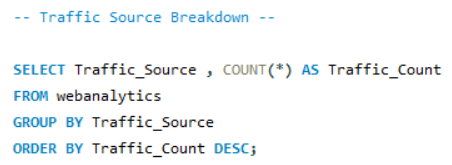 -- Traffic Source Breakdown --
SELECT Traffic_Source , COUNT(*) AS Traffic_Count
FROM webanalytics
GROUP BY Traffic_Source
ORDER BY Traffic_Count DESC;